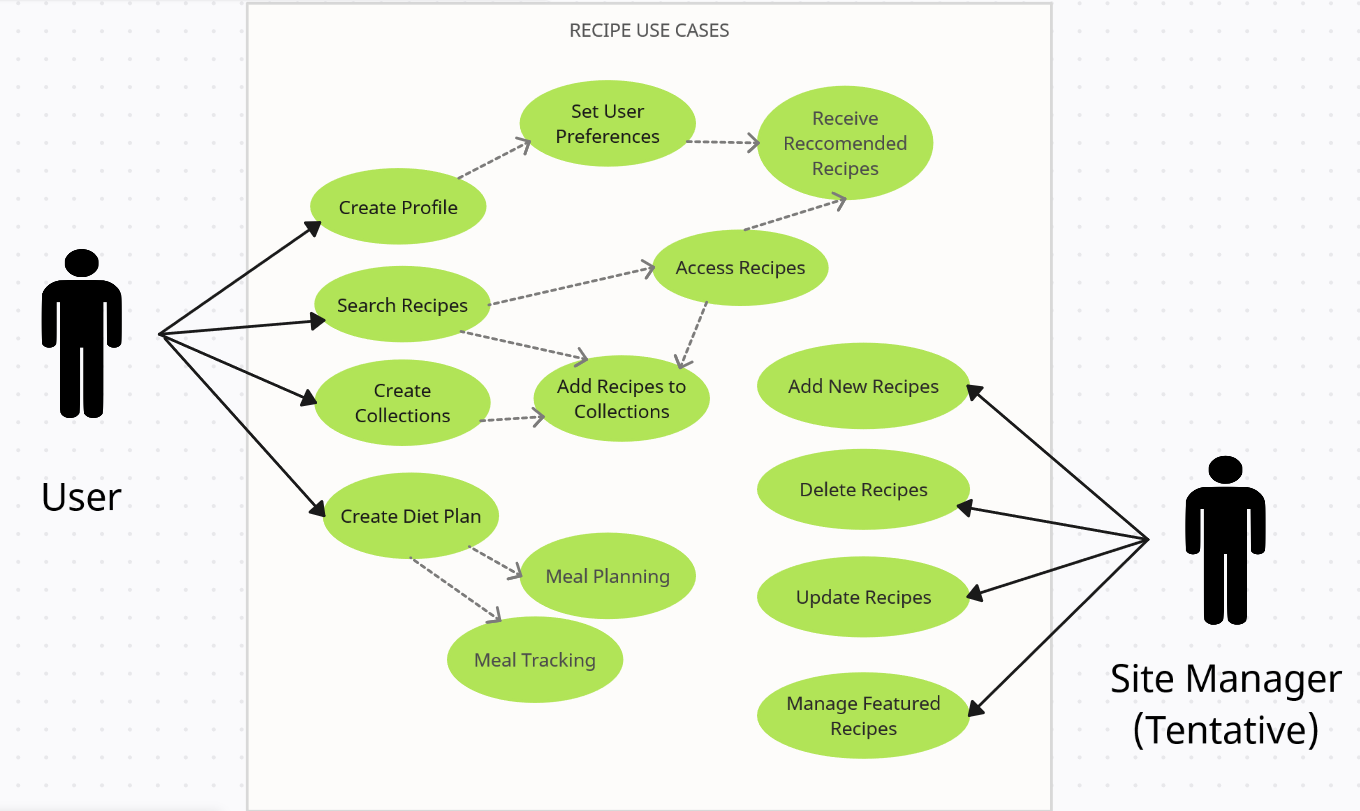 RECIPE USE CASES
Set User
Preferences
Receive
Reccomended
Recipes
Create Profile
Access Recipes
Search Recipes
Create
Collections
Add Recipes to
Collections
Add New Recipes
Delete Recipes
User
Create Diet Plan
Meal Planning
Update Recipes
Meal Tracking
Manage Featured
Recipes
Site Manager
(Tentative)